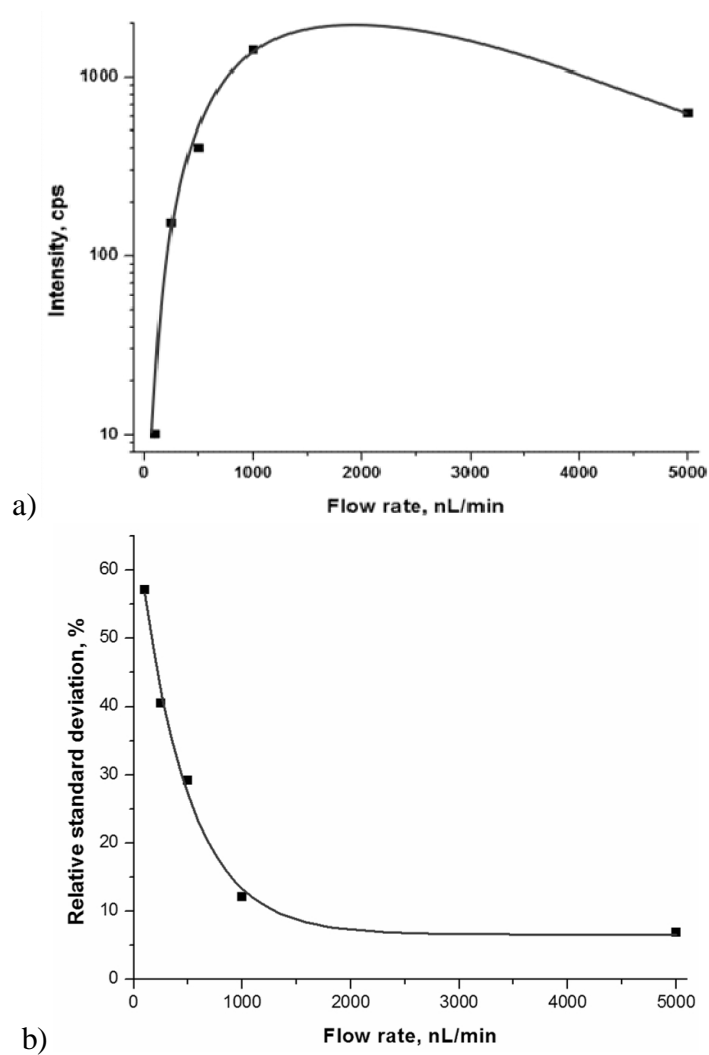 1000
100
10
Intensity, cps
0 1000 2000 3000 4000 5000
Flow rate, nL/min
a)
60
50
40
30
20
10
0
Relative standard deviation, %
0 1000 2000 3000 4000 5000
Flow rate, nL/min
b)